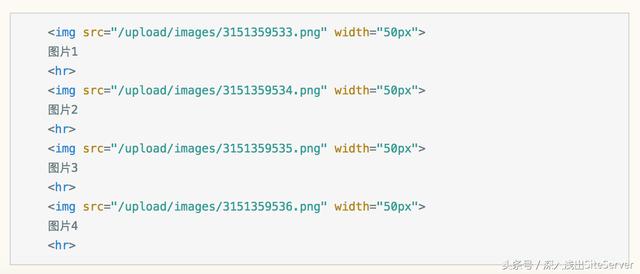 <img src="/upload/images/3151359533.png" width="50px">
图片1
<hr>
<img src="/upload/images/3151359534.png" width="50px">
图片2
<hr>
<img src="/upload/images/3151359535.png" width="50px">
图片3
<hr>
<img src="/upload/images/3151359536.png" width="50px">
图片4
<hr>
头条号／深入浅出SiteServer